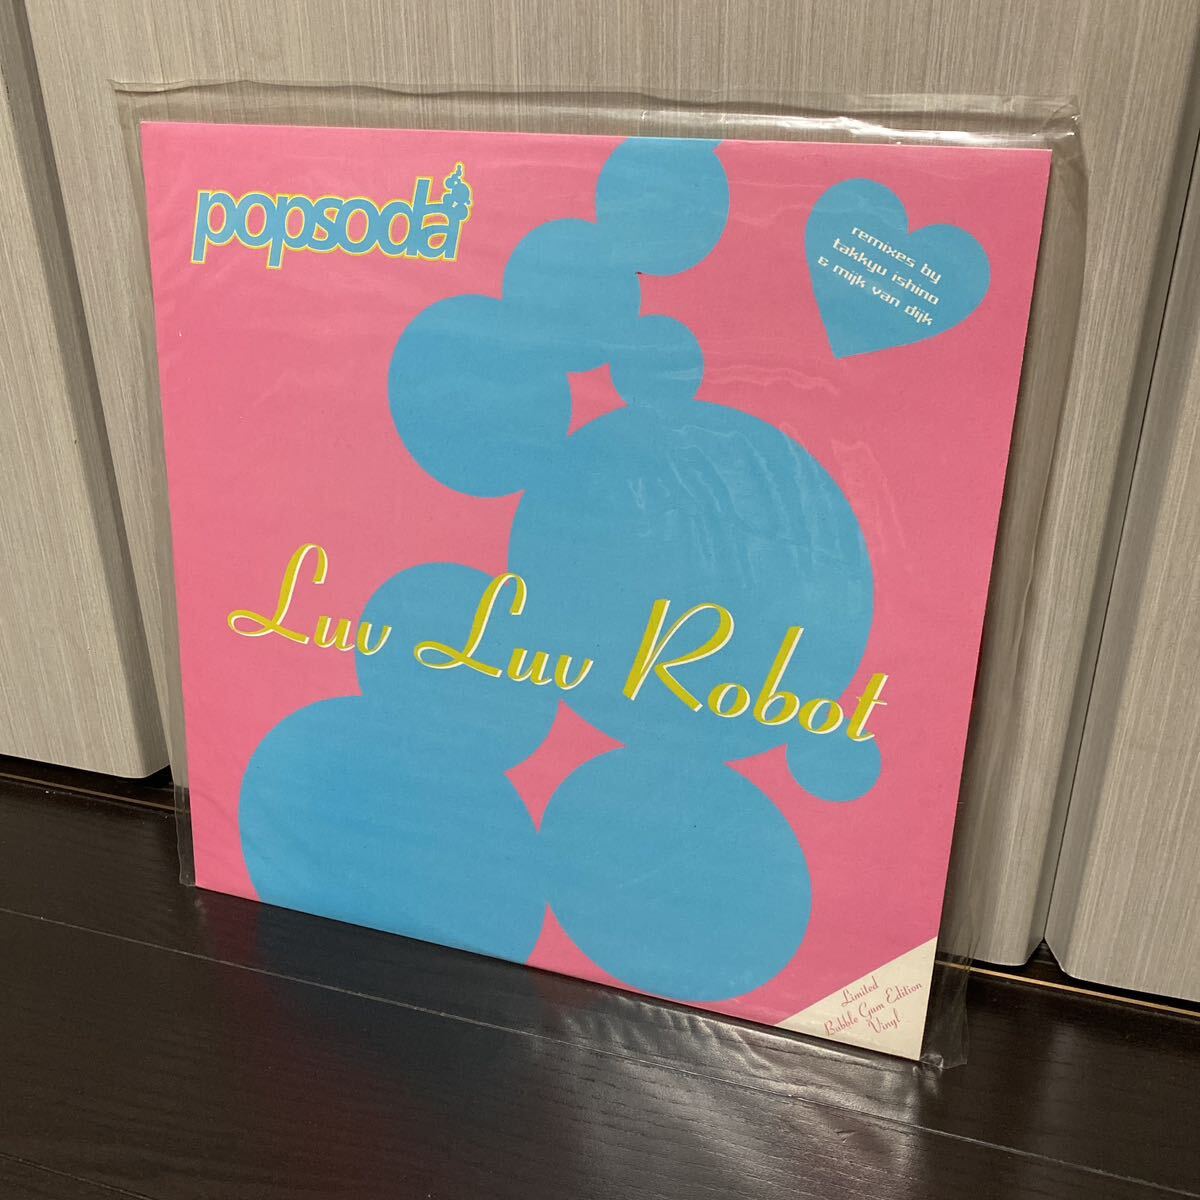 popsoda
remixes by
takkyu ishino
& mijk van dijk
Luv Luv Robot
Limited
Bubble Gum Edition
Vinyl